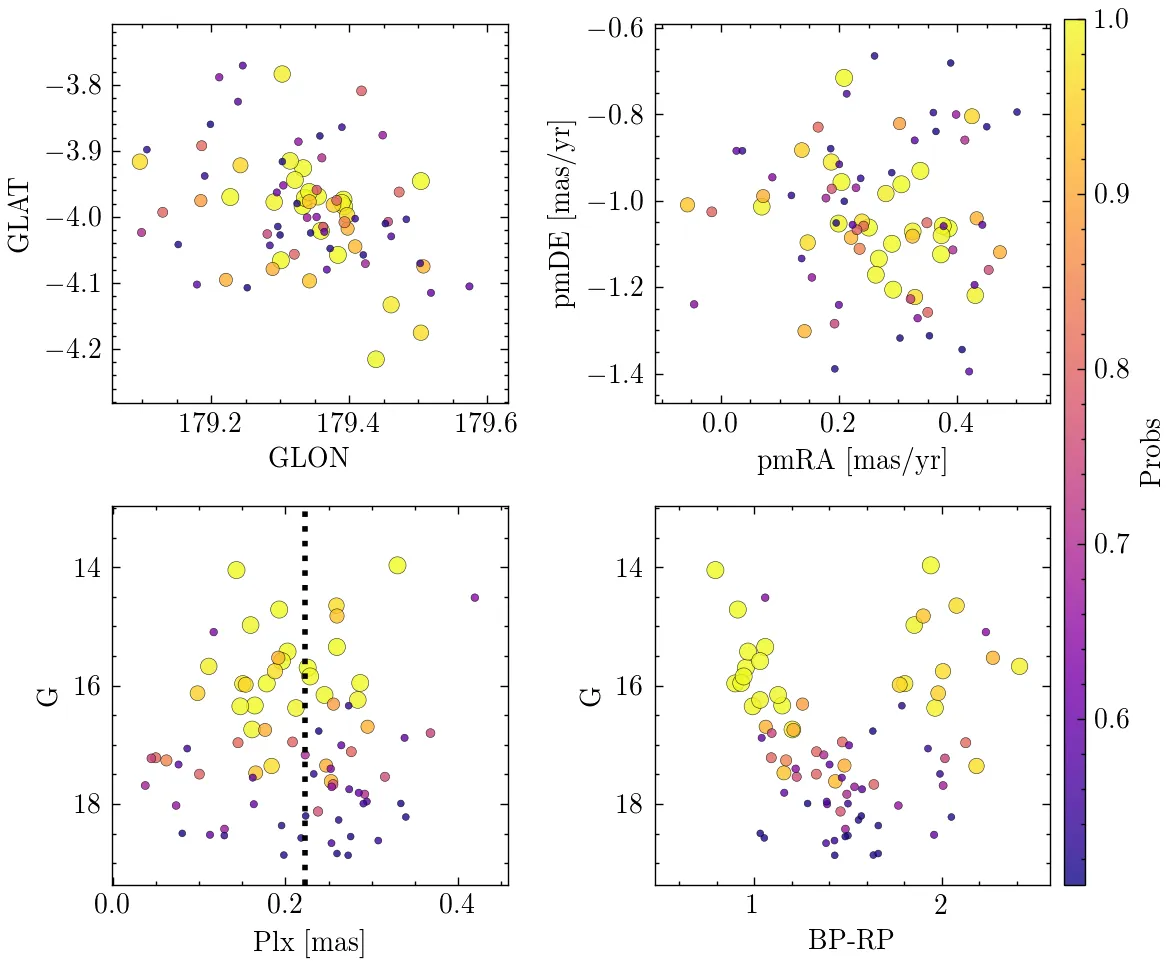 −3.8
−3.9
−4.0
−4.1
−4.2
GLAT
179.2 179.4 179.6
GLON
−0.6
−0.8
−1.0
−1.2
−1.4
pmDE [mas/yr]
0.0 0.2 0.4
pmRA [mas/yr]
14
16
18
G
0.0 0.2 0.4
Plx [mas]
14
16
18
G
1 2
BP-RP
1.0
0.9
0.8
0.7
0.6
Probs